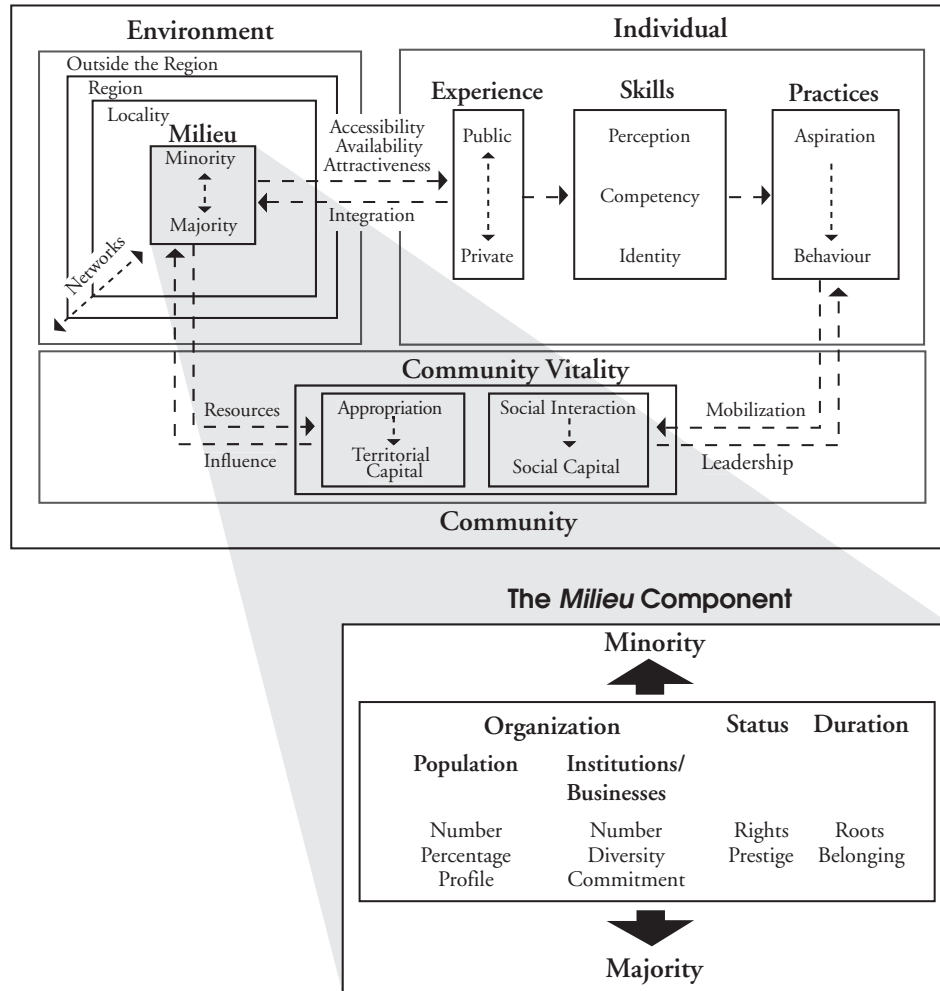 Environment
Individual
Outside the Region
Region
Locality
Milieu
Minority
Majority
Networks
Accessibility
Availability
Attractiveness
Integration
Experience
Public
Private
Skills
Perception
Competency
Identity
Practices
Aspiration
Behaviour
Community Vitality
Resources
Influence
Appropriation
Territorial
Capital
Social Interaction
Social Capital
Mobilization
Leadership
Community
The Milieu Component
Minority
Organization
Status
Duration
Population
Institutions/
Businesses
Number
Percentage
Profile
Number
Diversity
Commitment
Rights
Prestige
Roots
Belonging
Majority